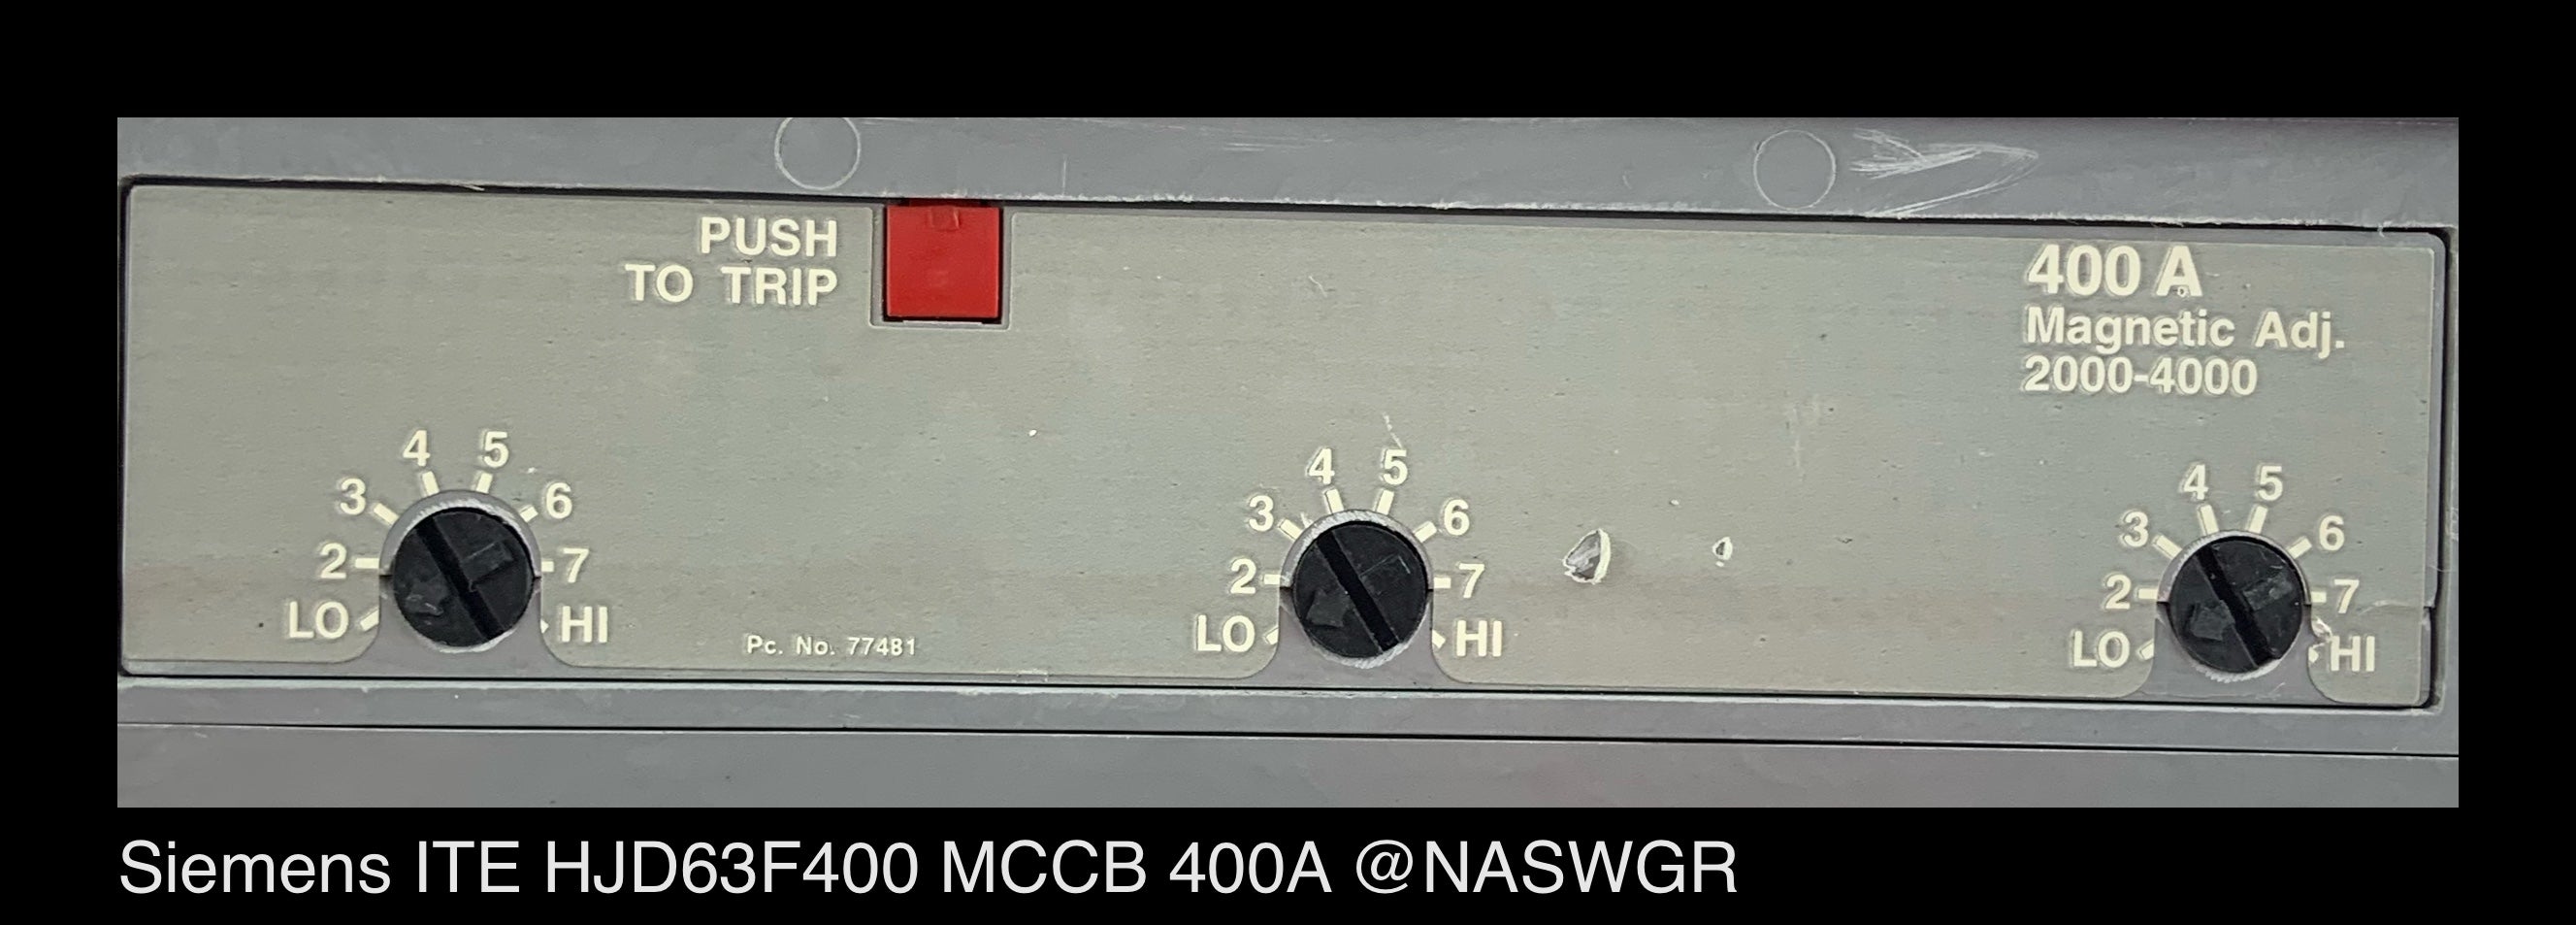 PUSH
TO TRIP
400 A
Magnetic Adj.
2000-4000
LO 2 3 4 5 6 7 HI
LO 2 3 4 5 6 7 HI
LO 2 3 4 5 6 7 HI
Pc. No. 77481
Siemens ITE HJD63F400 MCCB 400A @NASWGR